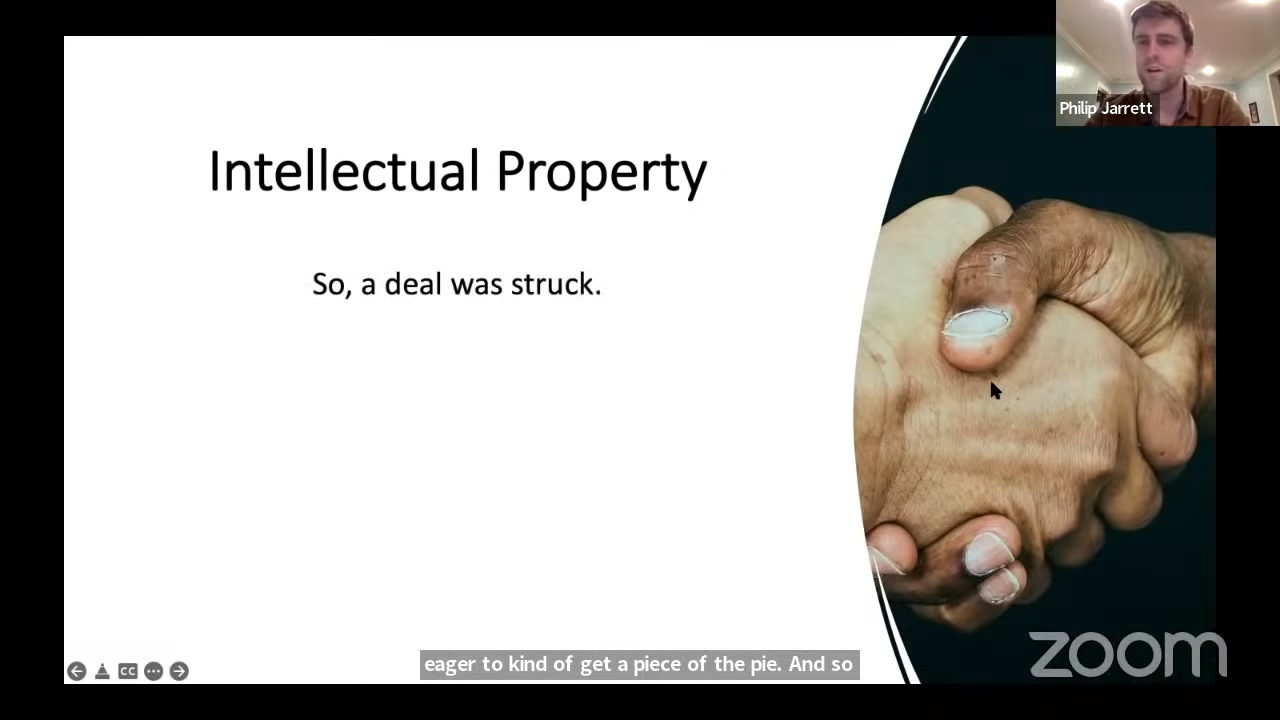 Philip Jarrett
Intellectual Property
So, a deal was struck.
CC
eager to kind of get a piece of the pie. And so
zoom